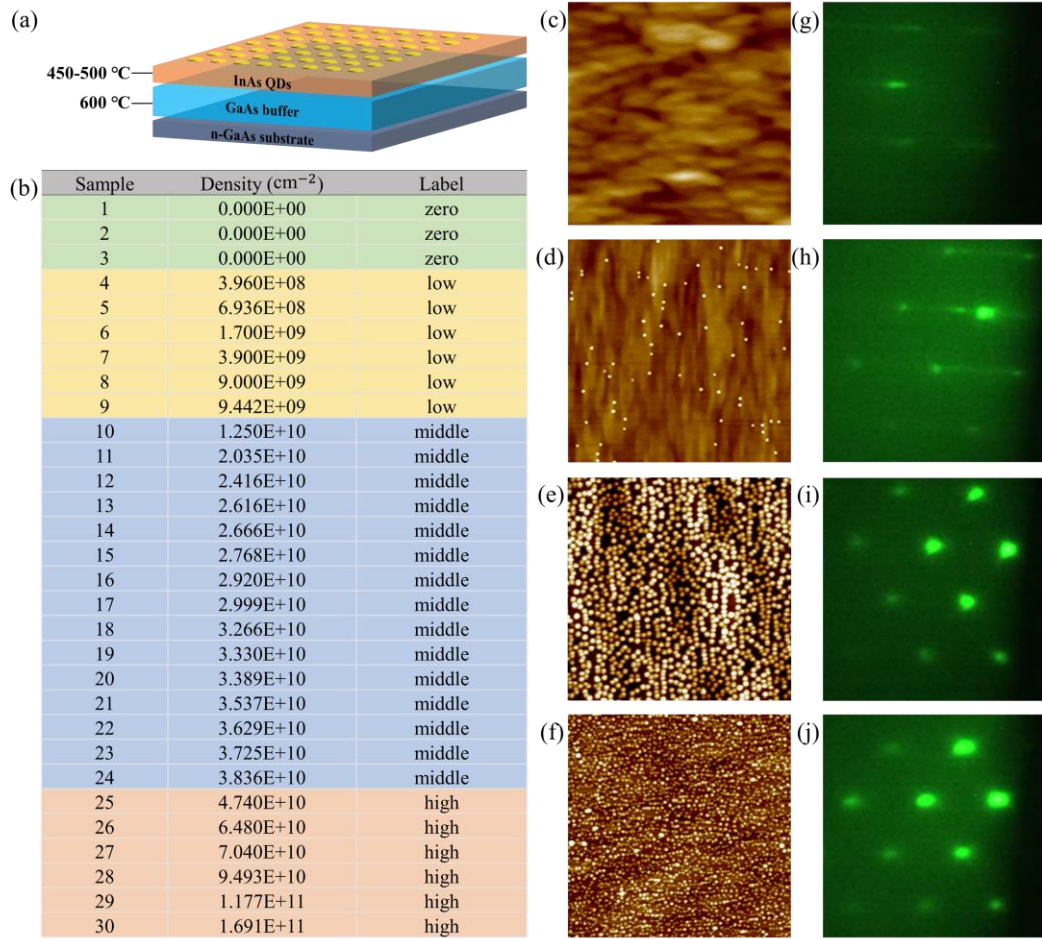 (a)
450-500 ℃
600 ℃
InAs QDs
GaAs buffer
n-GaAs substrate
(b)
Sample Density (cm⁻²) Label
1 0.000E+00 zero
2 0.000E+00 zero
3 0.000E+00 zero
4 3.960E+08 low
5 6.936E+08 low
6 1.700E+09 low
7 3.900E+09 low
8 9.000E+09 low
9 9.442E+09 low
10 1.250E+10 middle
11 2.035E+10 middle
12 2.416E+10 middle
13 2.616E+10 middle
14 2.666E+10 middle
15 2.768E+10 middle
16 2.920E+10 middle
17 2.999E+10 middle
18 3.266E+10 middle
19 3.330E+10 middle
20 3.389E+10 middle
21 3.537E+10 middle
22 3.629E+10 middle
23 3.725E+10 middle
24 3.836E+10 middle
25 4.740E+10 high
26 6.480E+10 high
27 7.040E+10 high
28 9.493E+10 high
29 1.177E+11 high
30 1.691E+11 high
(c)
(g)
(d)
(h)
(e)
(i)
(f)
(j)